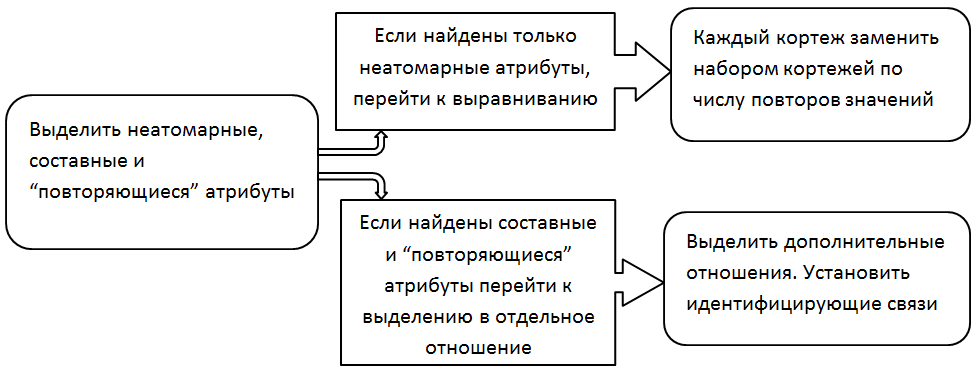 Выделить неатомарные,
составные и
“повторяющиеся” атрибуты
Если найдены только
неатомарные атрибуты,
перейти к выравниванию
Каждый кортеж заменить
набором кортежей по
числу повторов значений
Если найдены составные
и “повторяющиеся”
атрибуты перейти к
выделению в отдельное
отношение
Выделить дополнительные
отношения. Установить
идентифицирующие связи